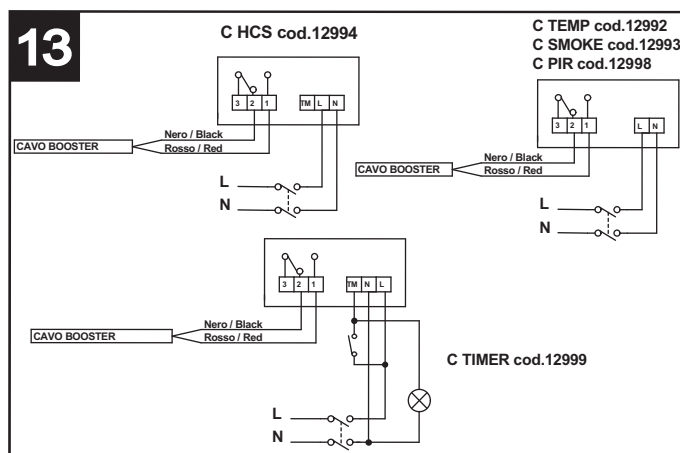 13
C HCS cod.12994
C TEMP cod.12992
C SMOKE cod.12993
C PIR cod.12998
3 2 1 TM L N
CAVO BOOSTER
Nero / Black
Rosso / Red
L
N
3 2 1 L N
CAVO BOOSTER
Nero / Black
Rosso / Red
L
N
3 2 1 TM N L
CAVO BOOSTER
Nero / Black
Rosso / Red
C TIMER cod.12999
L
N